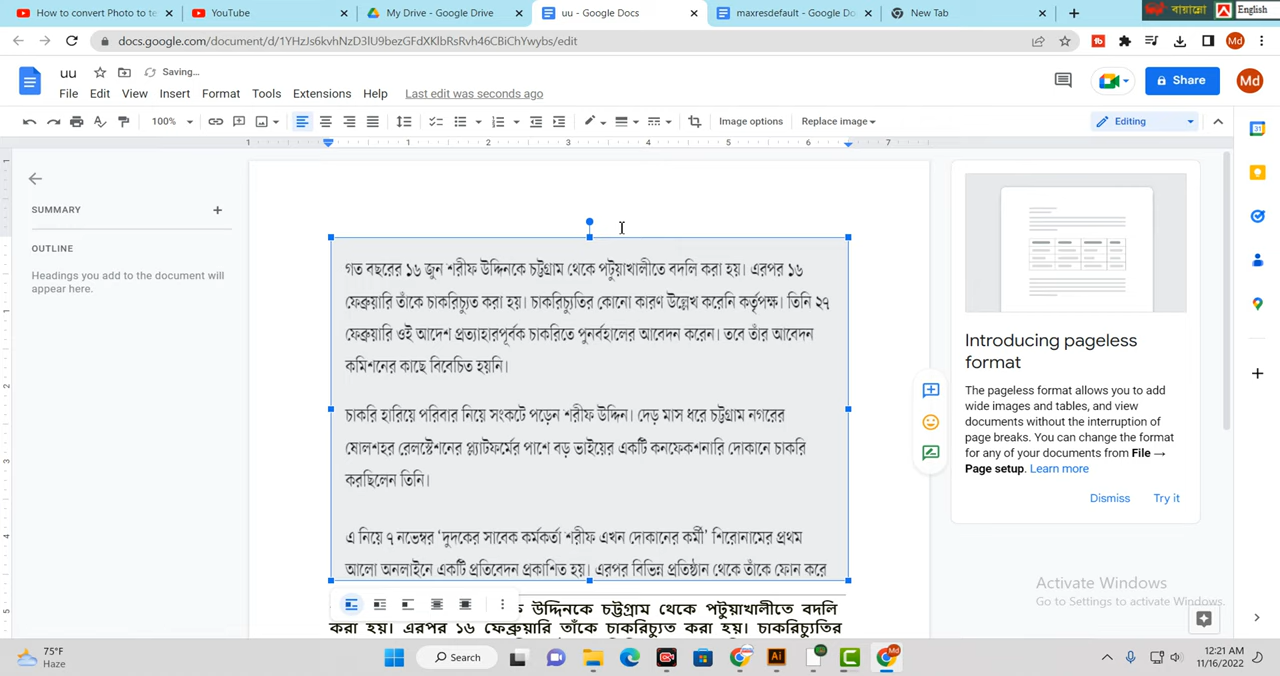 How to convert Photo to te
YouTube
My Drive - Google Drive
uu - Google Docs
maxresdefault - Google Do
New Tab
বায়ান্নো
English
docs.google.com/document/d/1YHzJs6kvhNzD3lU9bezGFdXKlbRsRvh46CBiChYwybs/edit
Md
uu
Saving...
File Edit View Insert Format Tools Extensions Help Last edit was seconds ago
Share
Md
100%
Image options
Replace image
Editing
1 1 2 3 4 5 6 7
SUMMARY
OUTLINE
Headings you add to the document will
appear here.
গত
১৬ জুন শরীফ উদ্দিনকে চট্টগ্রাম থেকে পটুয়াখালীতে বদলি করা হয়। এরপর ১৬
ফেব্রুয়ারি তাঁকে চাকরিচ্যুত করা হয়। চাকরিচ্যুতির কোনো কারণ উল্লেখ করেনি কর্তৃপক্ষ। তিনি ২৭
ফেব্রুয়ারি ওই আদেশ প্রত্যাহারপূর্বক চাকরিতে পুনর্বহালের আবেদন করেন। তবে তাঁর আবেদন
কমিশনের কাছে বিবেচিত হয়নি।
চাকরি হারিয়ে পরিবার নিয়ে সংকটে পড়েন শরীফ উদ্দিন। দেড় মাস ধরে চট্টগ্রাম নগরের
ষোলশহর রেলস্টেশনের প্ল্যাটফর্মের পাশে বড় ভাইয়ের একটি কনফেকশনারি দোকানে চাকরি
করছিলেন তিনি।
এ নিয়ে ৭ নভেম্বর ‘দুদকের সাবেক কর্মকর্তা শরীফ এখন দোকানের কর্মী’ শিরোনামের প্রথম
আলো অনলাইনে একটি প্রতিবেদন প্রকাশিত হয়। এরপর বিভিন্ন প্রতিষ্ঠান থেকে তাঁকে ফোন করে
উদ্দিনকে চট্টগ্রাম থেকে পটুয়াখালীতে বদলি
করা হয়। এরপর ১৬ ফেব্রুয়ারি তাঁকে চাকরিচ্যুত করা হয়। চাকরিচ্যুতির
Introducing pageless
format
The pageless format allows you to add
wide images and tables, and view
documents without the interruption of
page breaks. You can change the format
for any of your documents from File →
Page setup. Learn more
Dismiss Try it
Activate Windows
Go to Settings to activate Windows.
75°F
Haze
Search
12:21 AM
11/16/2022